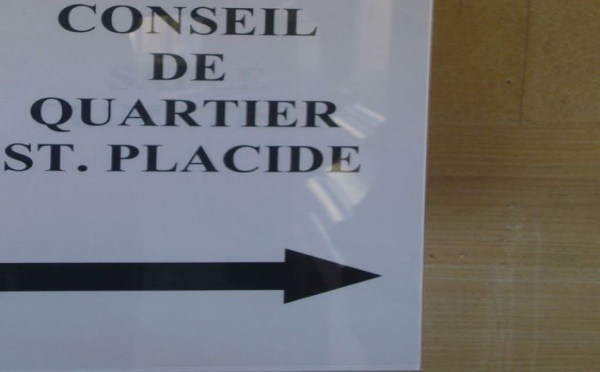 CONSEIL
DE
QUARTIER
ST. PLACIDE